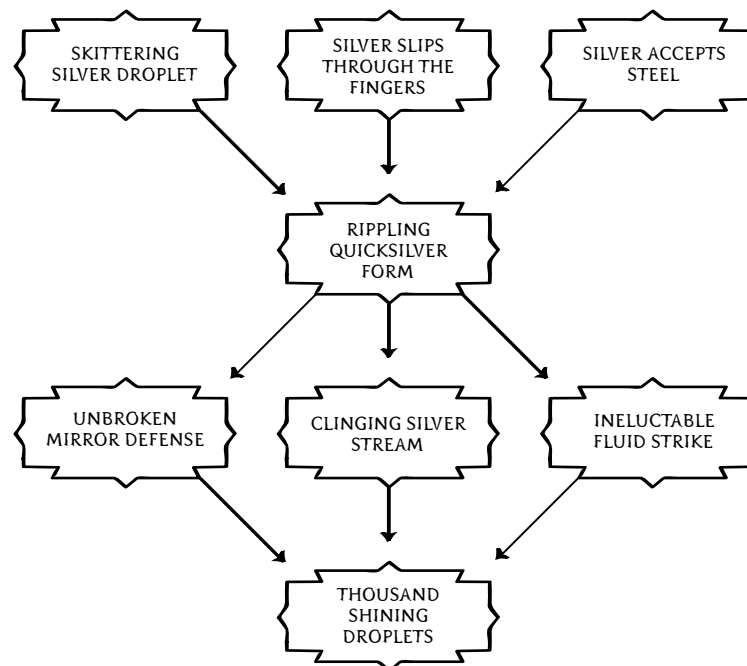 SKITTERING
SILVER DROPLET
SILVER SLIPS
THROUGH THE
FINGERS
SILVER ACCEPTS
STEEL
RIPPLING
QUICKSILVER
FORM
UNBROKEN
MIRROR DEFENSE
CLINGING SILVER
STREAM
INELUCTABLE
FLUID STRIKE
THOUSAND
SHINING
DROPLETS